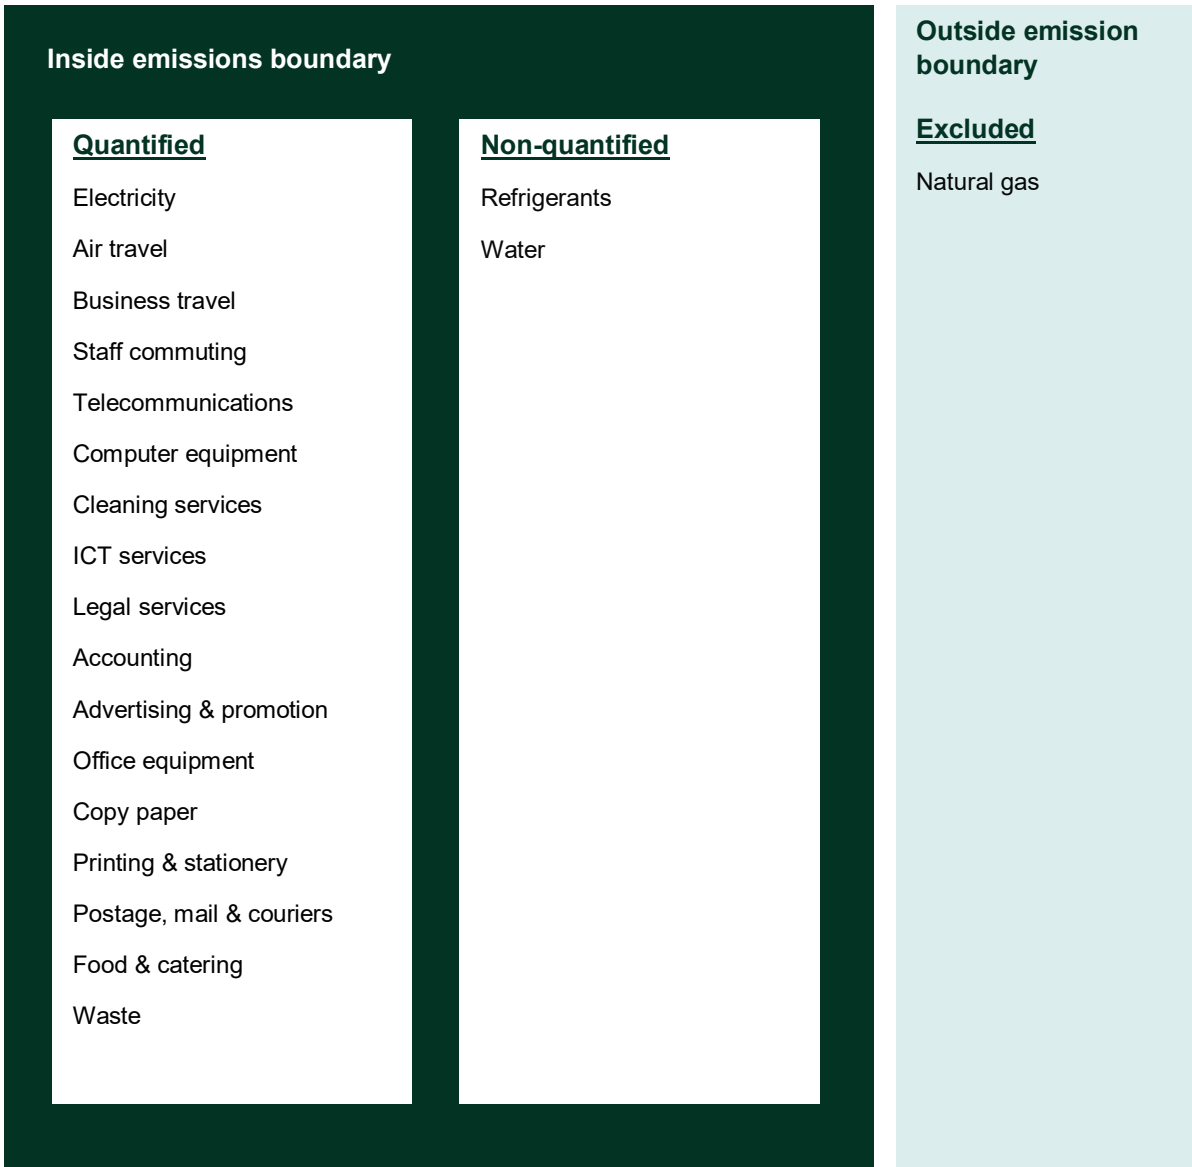 Inside emissions boundary
Quantified
Electricity
Air travel
Business travel
Staff commuting
Telecommunications
Computer equipment
Cleaning services
ICT services
Legal services
Accounting
Advertising & promotion
Office equipment
Copy paper
Printing & stationery
Postage, mail & couriers
Food & catering
Waste
Non-quantified
Refrigerants
Water
Outside emission
boundary
Excluded
Natural gas